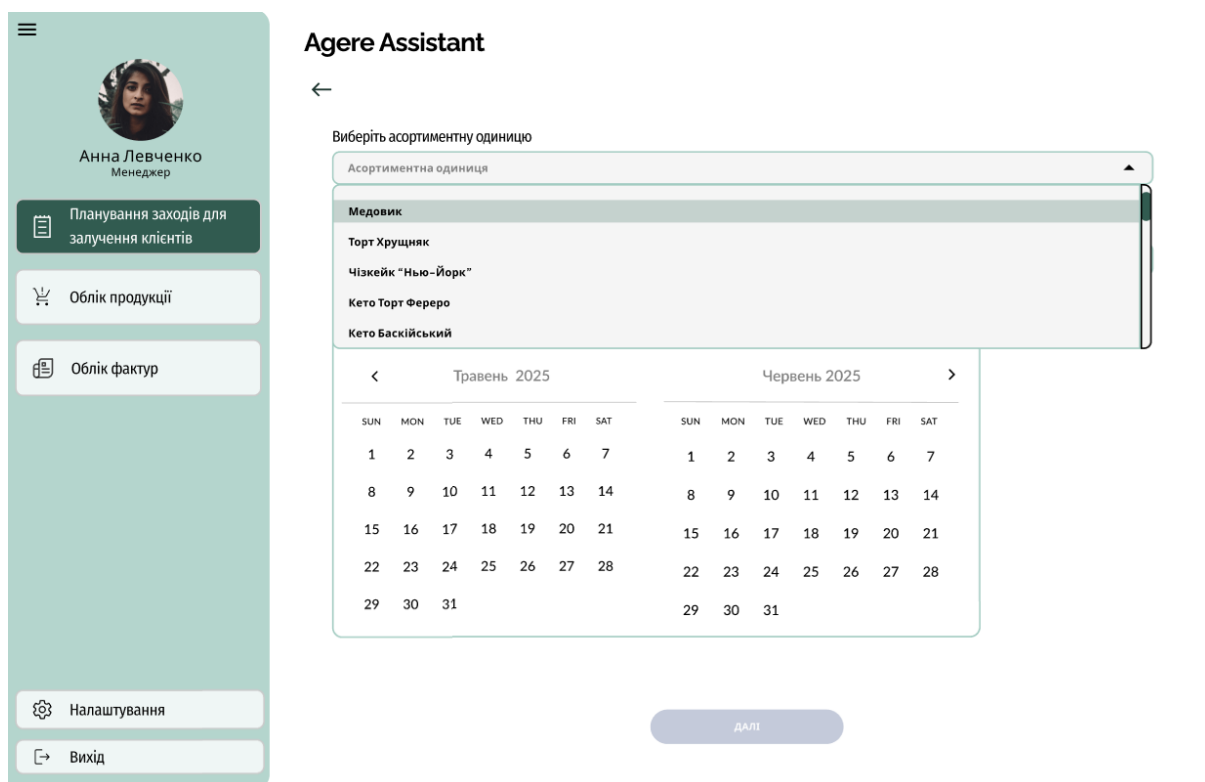 Agere Assistant
Анна Левченко
Менеджер
Планування заходів для
залучення клієнтів
Облік продукції
Облік фактур
Налаштування
Вихід
Виберіть асортиментну одиницю
Асортиментна одиниця
Медовик
Торт Хрущняк
Чізкейк “Нью-Йорк”
Кето Торт Фереро
Кето Баскійський
Травень 2025
SUN MON TUE WED THU FRI SAT
1 2 3 4 5 6 7
8 9 10 11 12 13 14
15 16 17 18 19 20 21
22 23 24 25 26 27 28
29 30 31
Червень 2025
SUN MON TUE WED THU FRI SAT
1 2 3 4 5 6 7
8 9 10 11 12 13 14
15 16 17 18 19 20 21
22 23 24 25 26 27 28
29 30 31
ДАЛІ